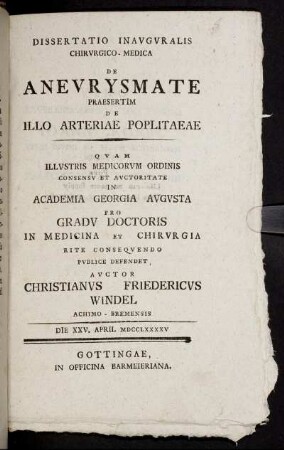 DISSERTATIO INAVGVRALIS
CHIRVRGICO-MEDICA
DE
ANEVRYSMATE
PRAESERTIM
DE
ILLO ARTERIAE POPLITAEAE
QVAM
ILLVSTRIS MEDICORVM ORDINIS
CONSENSV ET AVCTORITATE
IN
ACADEMIA GEORGIA AVGVSTA
PRO
GRADV DOCTORIS
IN MEDICINA ET CHIRVRGIA
RITE CONSEQVENDO
PVBLICE DEFENDET
AVCTOR
CHRISTIANVS FRIEDERICVS
WINDEL
ACHIMO-BREMENSIS
DIE XXV. APRIL. MDCCLXXXXV
GOTTINGAE,
IN OFFICINA BARMEIERIANA.